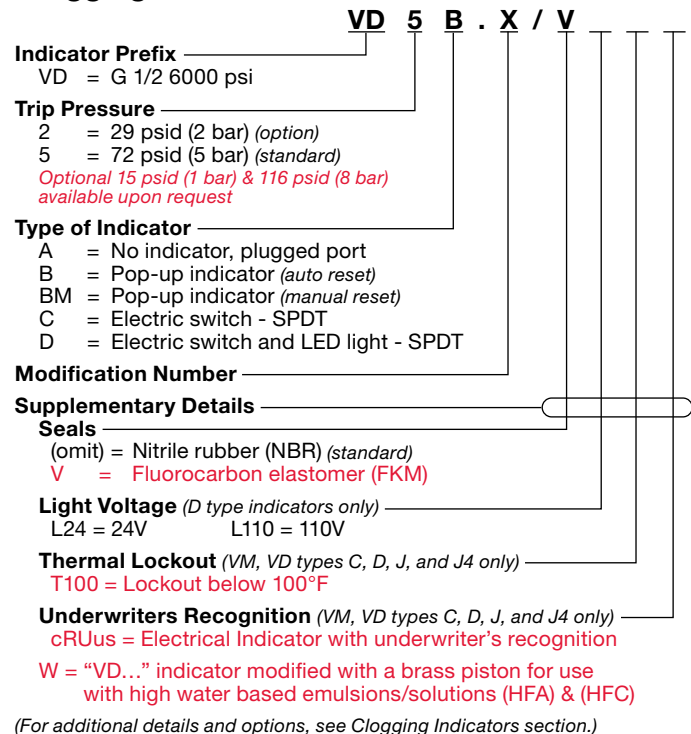 VD 5 B . X / V _ _ _
Indicator Prefix
VD = G 1/2 6000 psi
Trip Pressure
2 = 29 psid (2 bar) (option)
5 = 72 psid (5 bar) (standard)
Optional 15 psid (1 bar) & 116 psid (8 bar)
available upon request
Type of Indicator
A = No indicator, plugged port
B = Pop-up indicator (auto reset)
BM = Pop-up indicator (manual reset)
C = Electric switch - SPDT
D = Electric switch and LED light - SPDT
Modification Number
Supplementary Details
Seals
(omit) = Nitrile rubber (NBR) (standard)
V = Fluorocarbon elastomer (FKM)
Light Voltage (D type indicators only)
L24 = 24V L110 = 110V
Thermal Lockout (VM, VD types C, D, J, and J4 only)
T100 = Lockout below 100°F
Underwriters Recognition (VM, VD types C, D, J, and J4 only)
cRUus = Electrical Indicator with underwriter's recognition
W = “VD...” indicator modified with a brass piston for use
with high water based emulsions/solutions (HFA) & (HFC)
(For additional details and options, see Clogging Indicators section.)